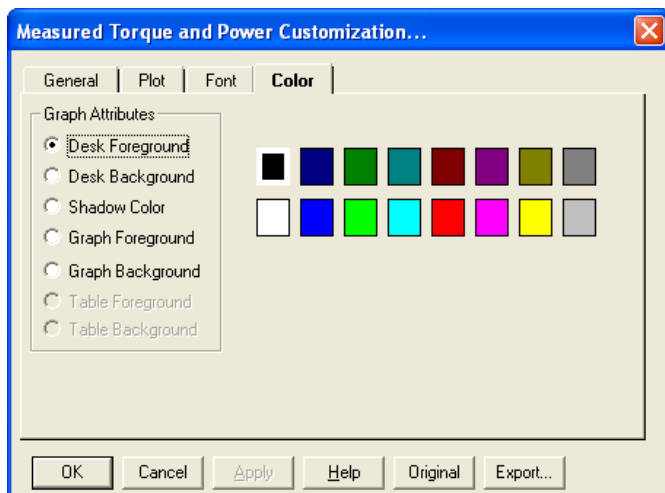 Measured Torque and Power Customization...
General Plot Font Color
Graph Attributes
Desk Foreground
Desk Background
Shadow Color
Graph Foreground
Graph Background
Table Foreground
Table Background
OK Cancel Apply Help Original Export...